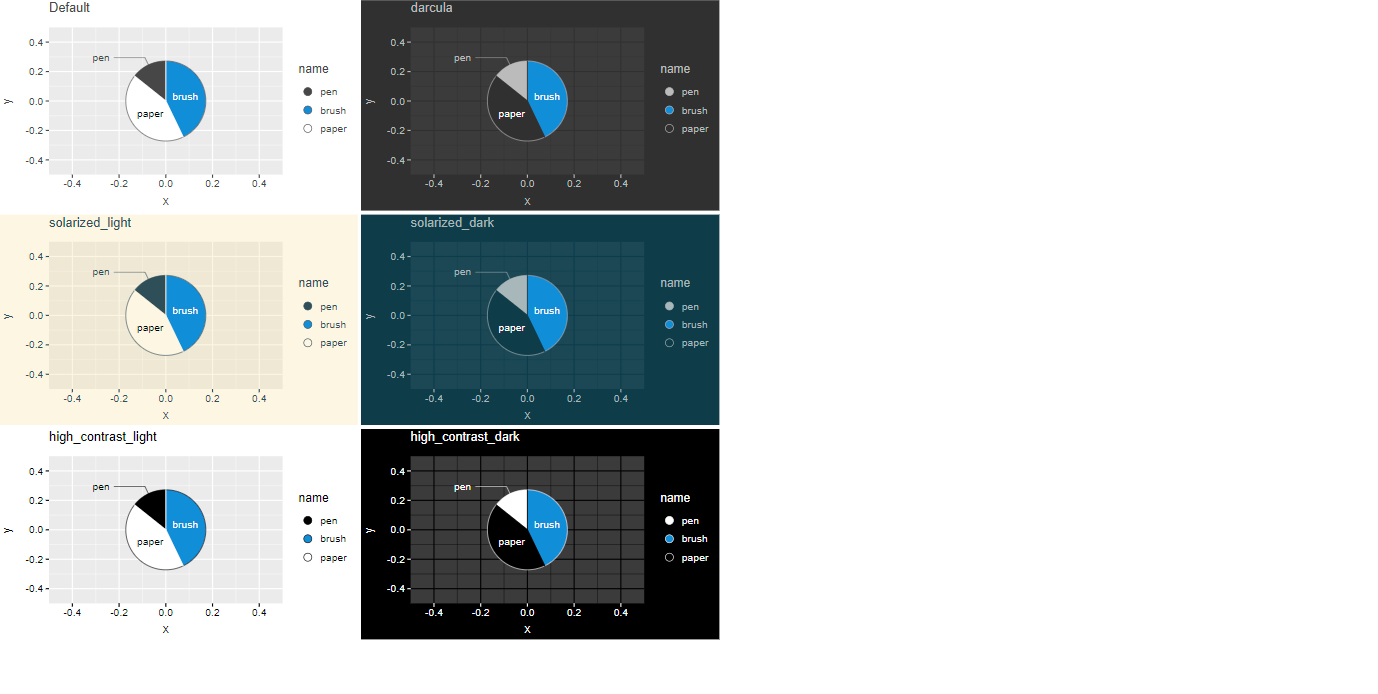 Default
0.4
0.2
0.0
-0.2
-0.4
y
pen
brush
paper
-0.4 -0.2 0.0 0.2 0.4
X
name
pen
brush
paper
darcula
0.4
0.2
0.0
-0.2
-0.4
y
pen
brush
paper
-0.4 -0.2 0.0 0.2 0.4
X
name
pen
brush
paper
solarized_light
0.4
0.2
0.0
-0.2
-0.4
y
pen
brush
paper
-0.4 -0.2 0.0 0.2 0.4
X
name
pen
brush
paper
solarized_dark
0.4
0.2
0.0
-0.2
-0.4
y
pen
brush
paper
-0.4 -0.2 0.0 0.2 0.4
X
name
pen
brush
paper
high_contrast_light
0.4
0.2
0.0
-0.2
-0.4
y
pen
brush
paper
-0.4 -0.2 0.0 0.2 0.4
X
name
pen
brush
paper
high_contrast_dark
0.4
0.2
0.0
-0.2
-0.4
y
pen
brush
paper
-0.4 -0.2 0.0 0.2 0.4
X
name
pen
brush
paper